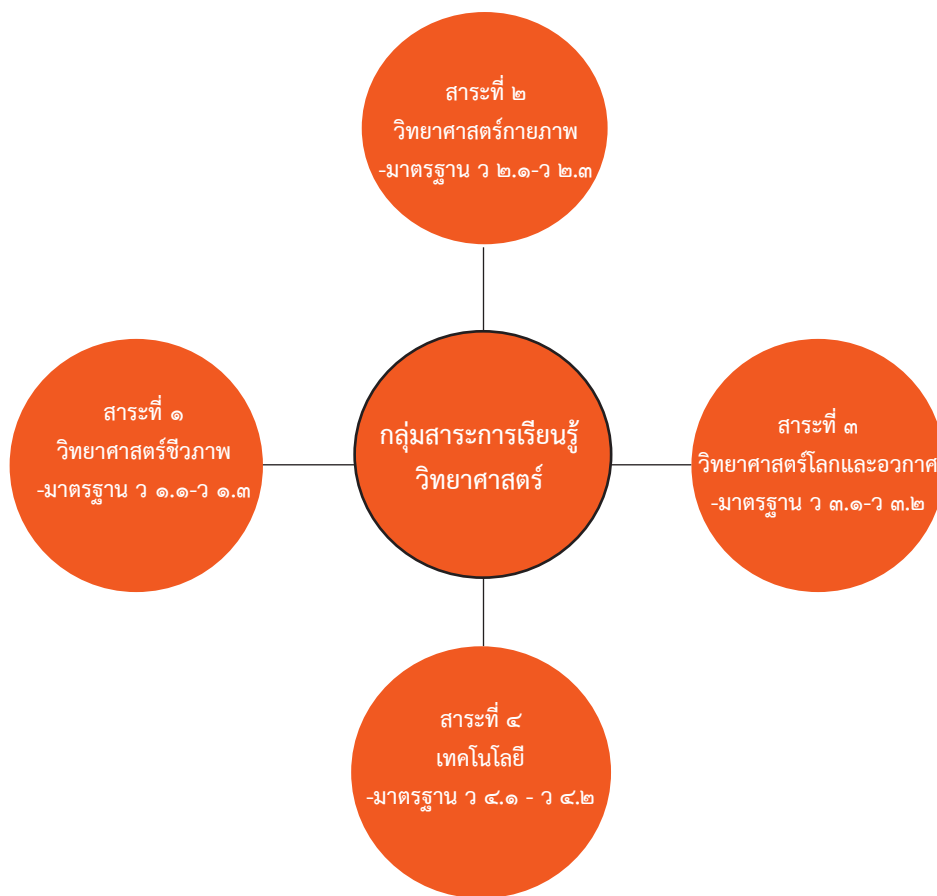 สาระที่ ๒
วิทยาศาสตร์กายภาพ
-มาตรฐาน ว ๒.๑-ว ๒.๓
สาระที่ ๑
วิทยาศาสตร์ชีวภาพ
-มาตรฐาน ว ๑.๑-ว ๑.๓
กลุ่มสาระการเรียนรู้
วิทยาศาสตร์
สาระที่ ๓
วิทยาศาสตร์โลกและอวกาศ
-มาตรฐาน ว ๓.๑-ว ๓.๒
สาระที่ ๔
เทคโนโลยี
-มาตรฐาน ว ๔.๑ - ว ๔.๒